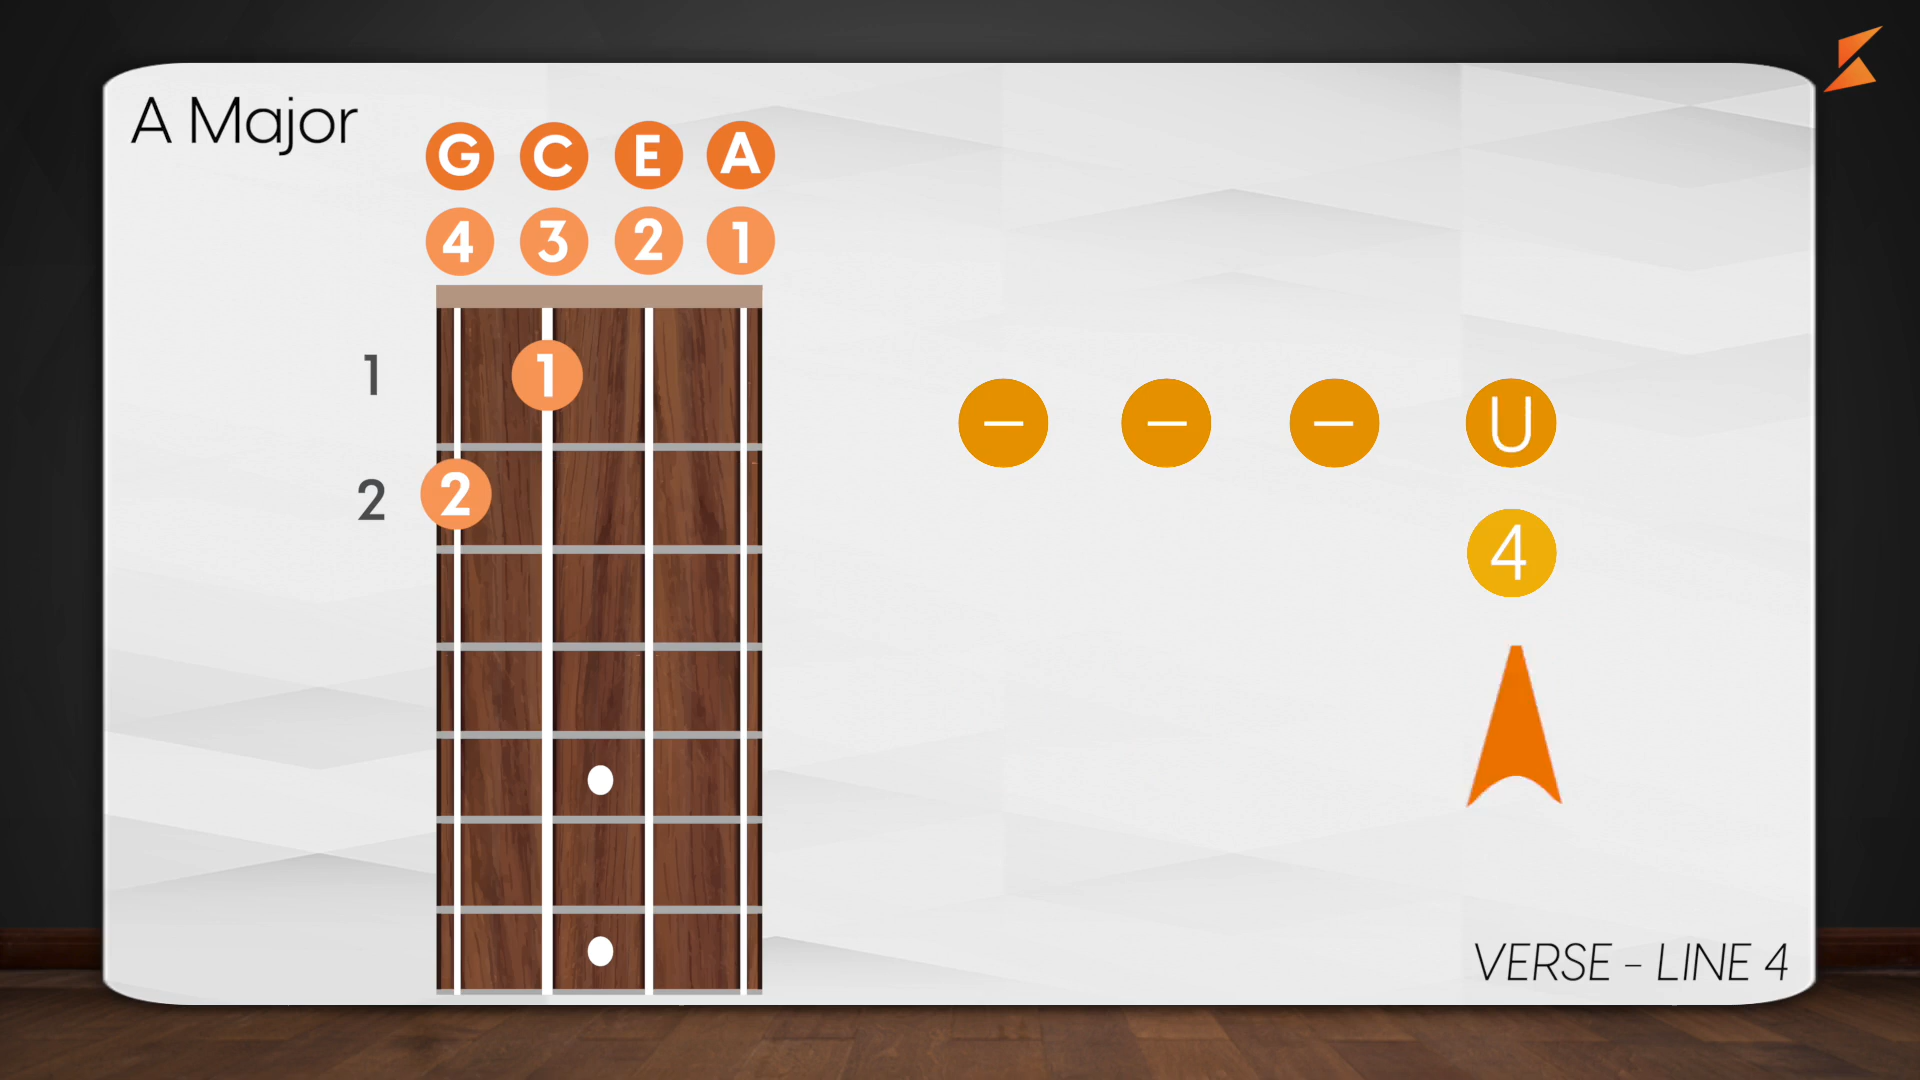 A Major
G C E A
4 3 2 1
1 1
2 2
– – – U
4
VERSE – LINE 4